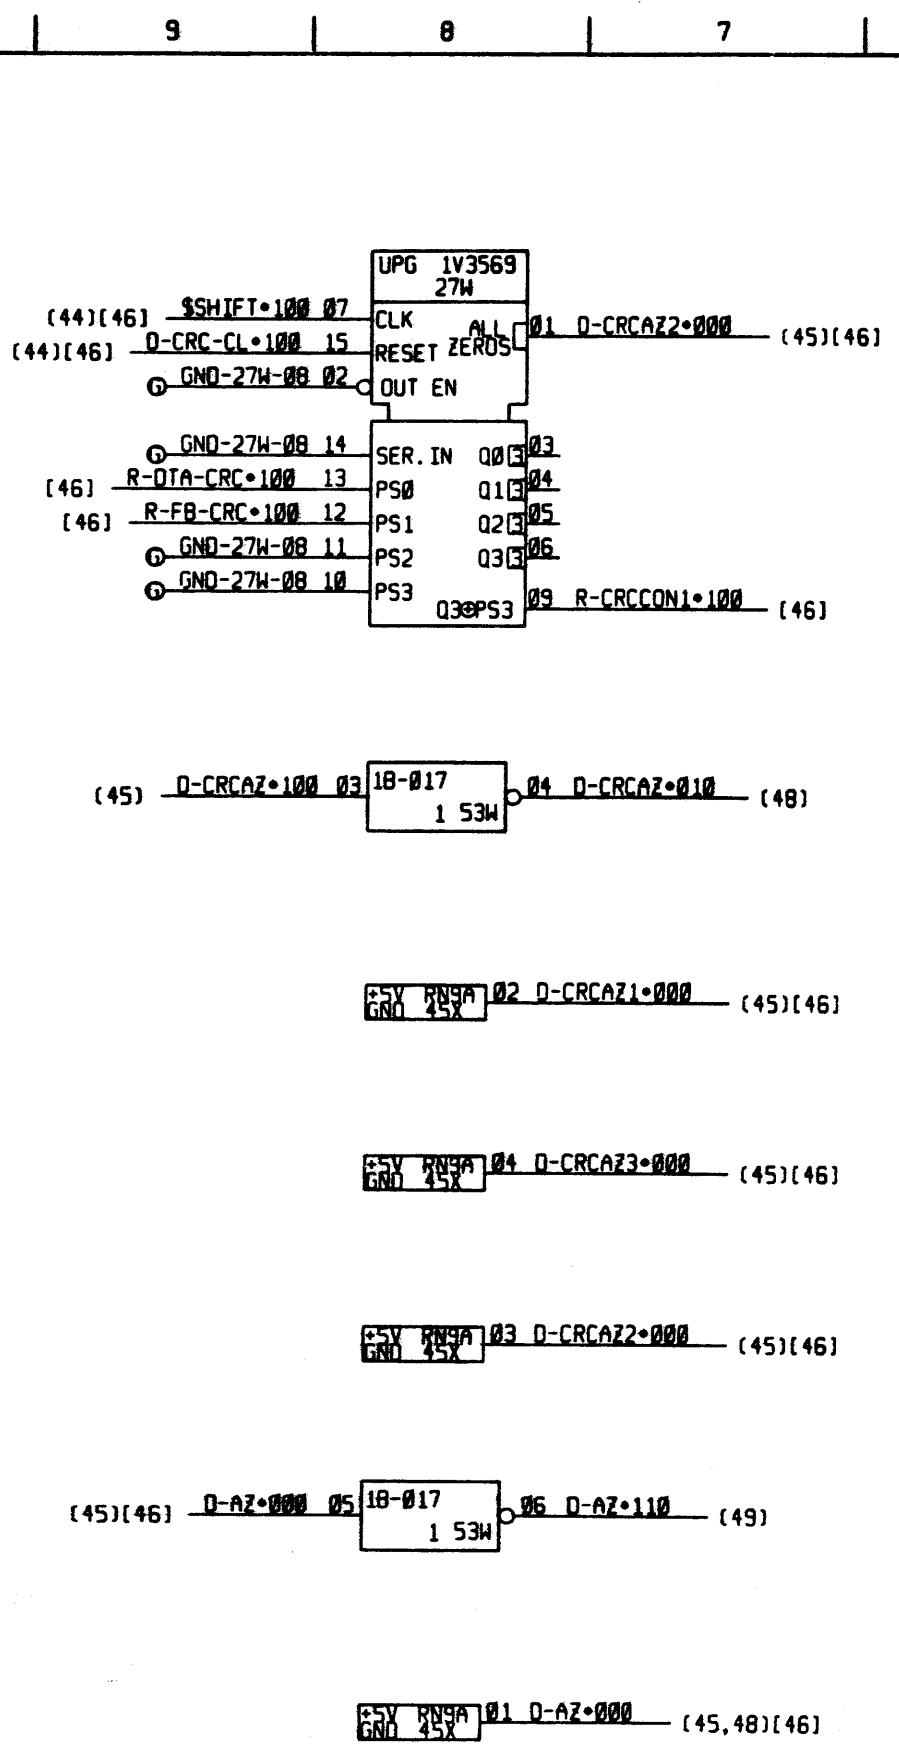 9 8 7
UPG 1V3569
27W
(44)[46] $SHIFT•100 07 CLK
ALL ZEROS 01 D-CRCAZ2•000 (45)[46]
(44)[46] D-CRC-CL•100 15 RESET
G GND-27W-08 02 OUT EN
G GND-27W-08 14 SER.IN Q0 3 03
[46] R-DTA-CRC•100 13 PS0 Q1 3 04
[46] R-FB-CRC•100 12 PS1 Q2 3 05
G GND-27W-08 11 PS2 Q3 3 06
G GND-27W-08 10 PS3
Q3⊕PS3 09 R-CRCCON1•100 [46]
(45) D-CRCAZ•100 03 1B-017 04 D-CRCAZ•010 (48)
1 53W
+5V RN9A 02 D-CRCAZ1•000 (45)[46]
GND 45X
+5V RN9A 04 D-CRCAZ3•000 (45)[46]
GND 45X
+5V RN9A 03 D-CRCAZ2•000 (45)[46]
GND 45X
(45)[46] D-AZ•000 05 1B-017 06 D-AZ•110 (49)
1 53W
+5V RN9A 01 D-AZ•000 (45,48)[46]
GND 45X